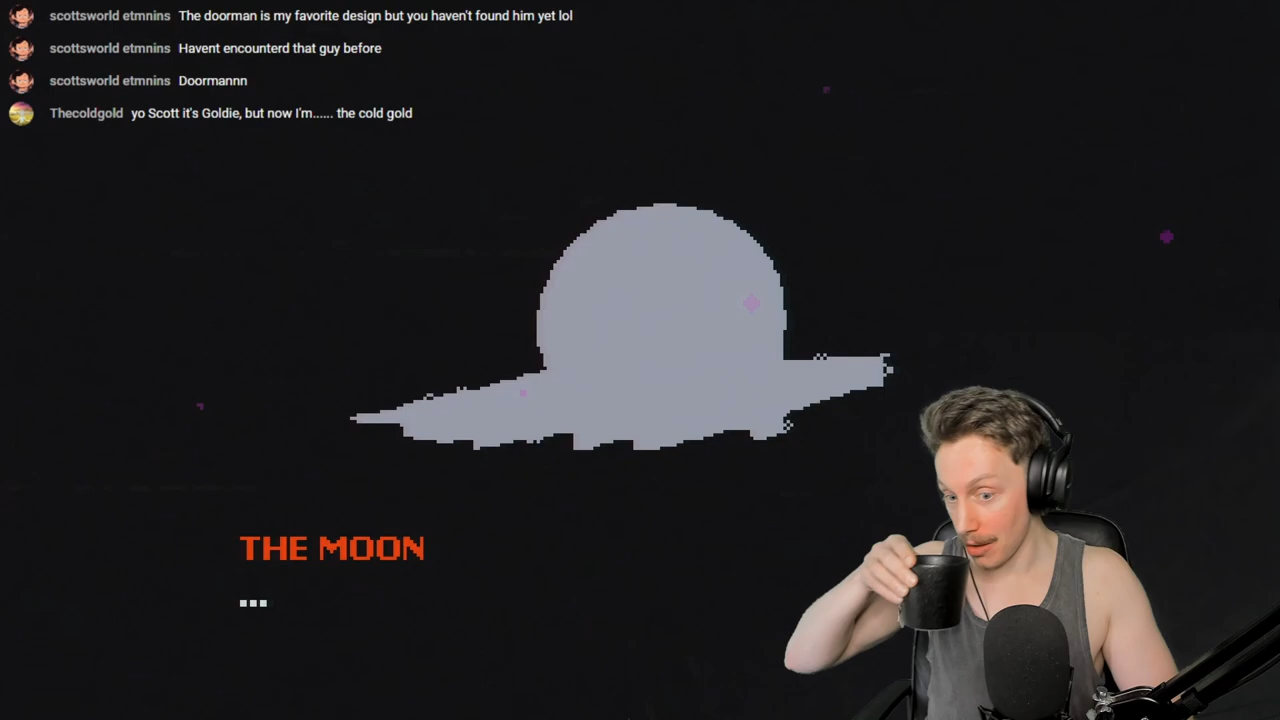 scottsworld etmnins The doorman is my favorite design but you haven't found him yet lol
scottsworld etmnins Havent encounterd that guy before
scottsworld etmnins Doormannn
Thecoldgold yo Scott it's Goldie, but now I'm...... the cold gold
THE MOON
...